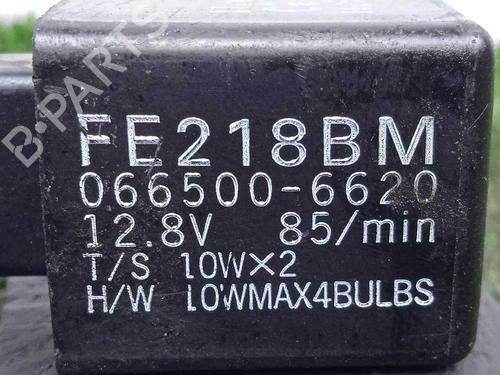 B-PARTS
FE218BM
066500-6620
12.8V 85/min
T/S 10W×2
H/W 10WMAX4BULBS